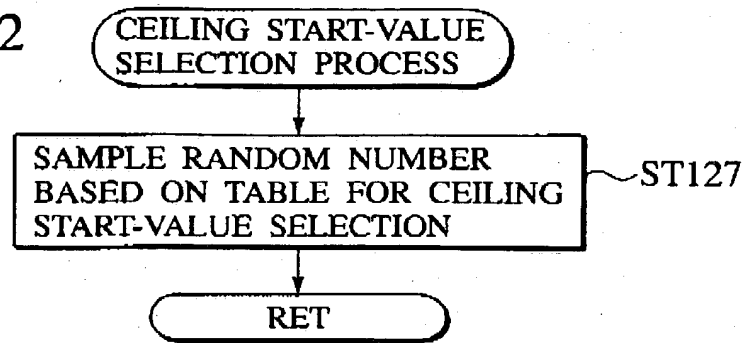 2
CEILING START-VALUE
SELECTION PROCESS
SAMPLE RANDOM NUMBER
BASED ON TABLE FOR CEILING
START-VALUE SELECTION
ST127
RET